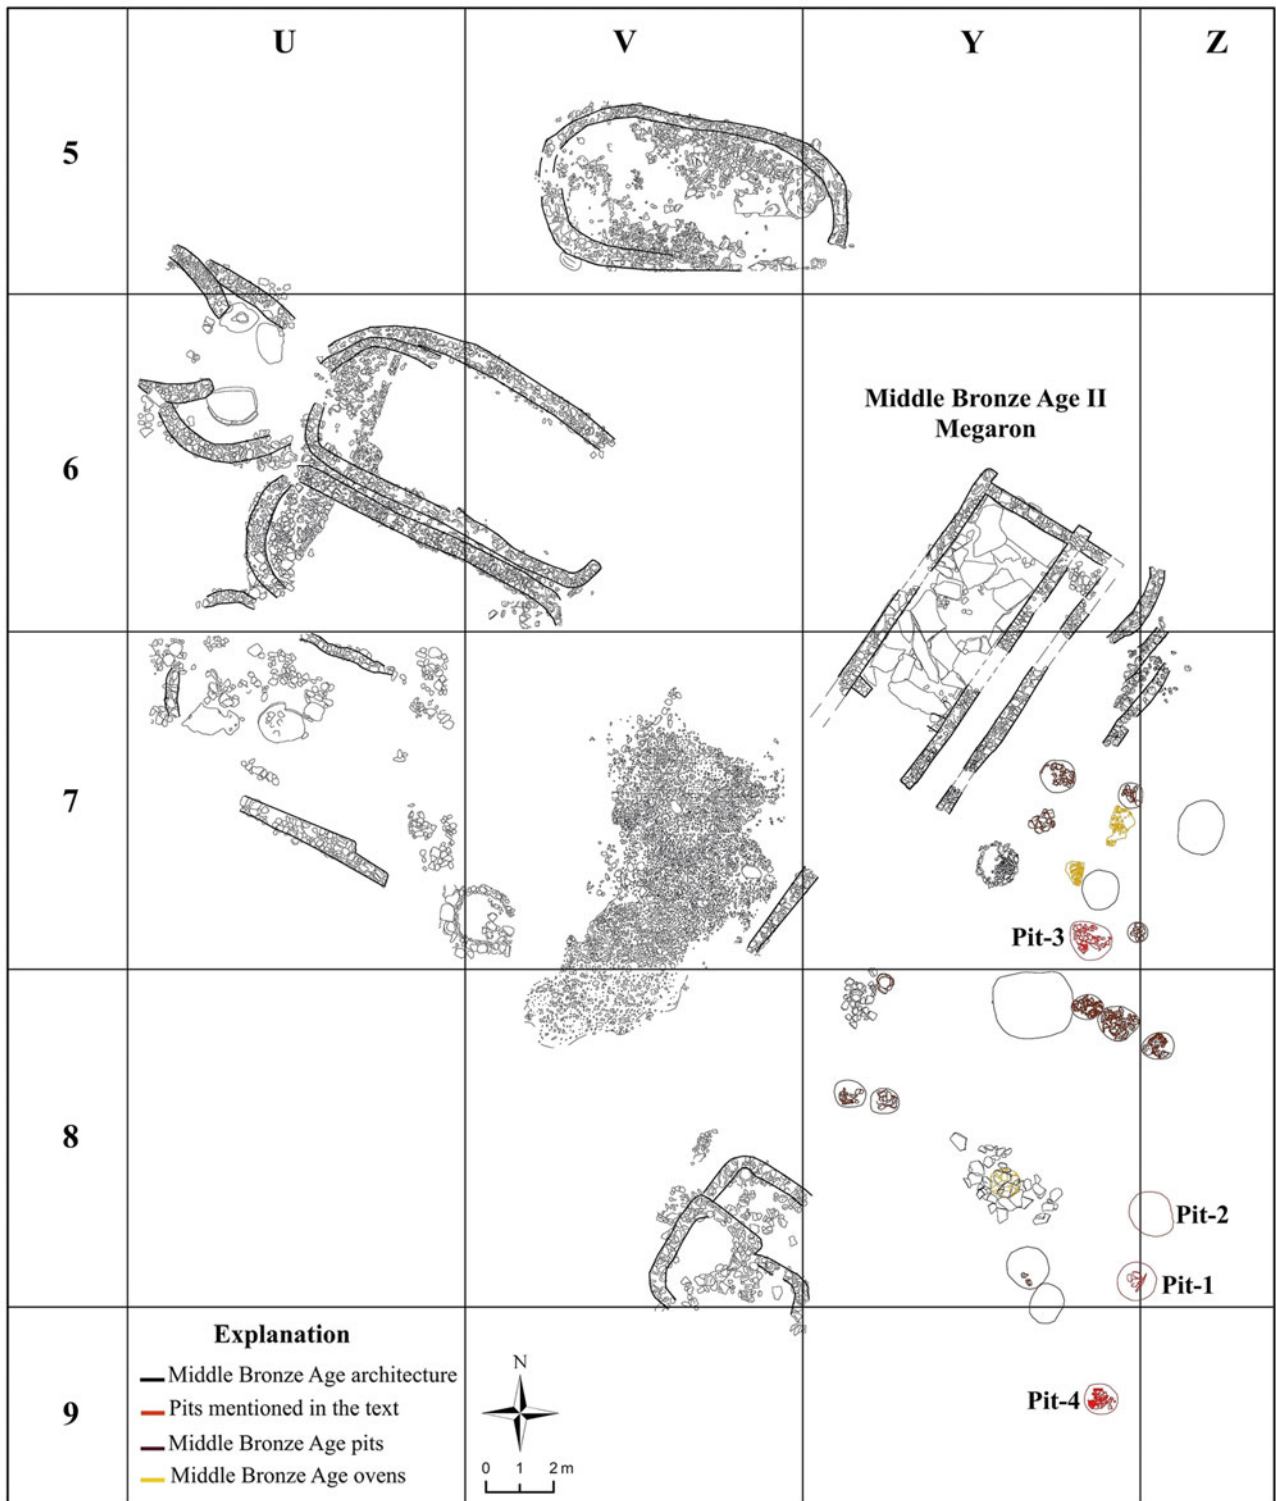 U
V
Y
Z
5
6
Middle Bronze Age II
Megaron
7
Pit-3
8
Pit-2
Pit-1
9
Explanation
Middle Bronze Age architecture
Pits mentioned in the text
Middle Bronze Age pits
Middle Bronze Age ovens
N
0 1 2 m
Pit-4